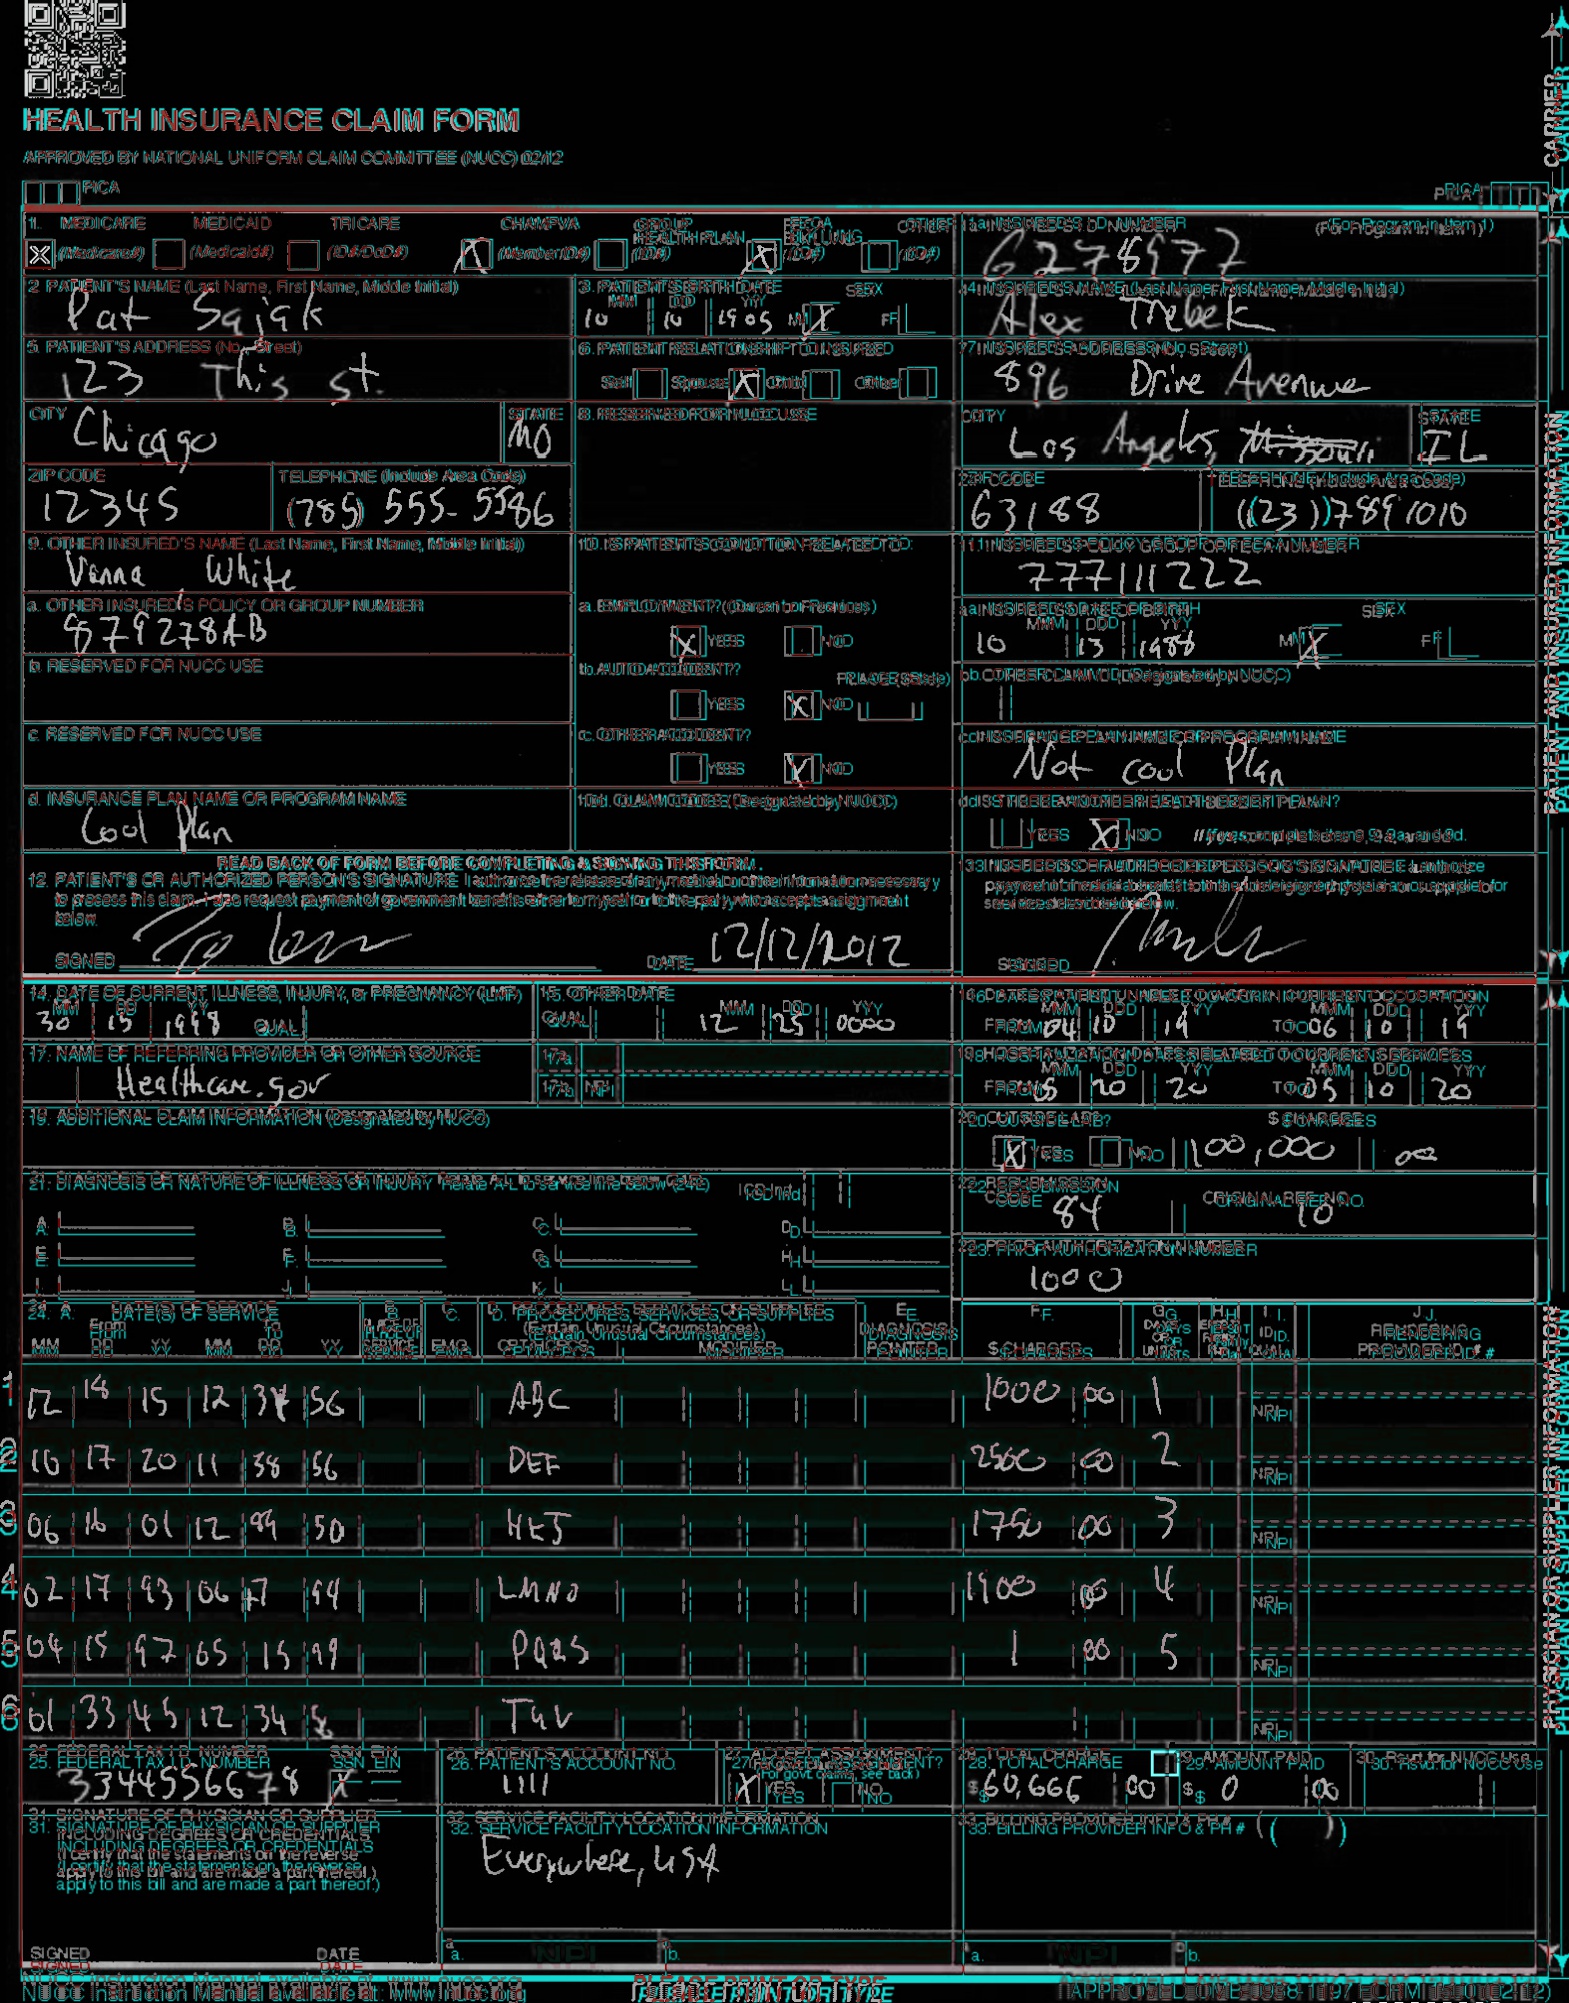 HEALTH INSURANCE CLAIM FORM
APPROVED BY NATIONAL UNIFORM CLAIM COMMITTEE (NUCC) 02/12
PICA PICA
CARRIER
1. MEDICARE MEDICAID TRICARE CHAMPVA GROUP HEALTH PLAN FECA BLK LUNG OTHER
(Medicare#) (Medicaid#) (ID#/DoD#) (Member ID#) (ID#) (ID#) (ID#)
1a. INSURED'S I.D. NUMBER (For Program in Item 1)
6278977
2. PATIENT'S NAME (Last Name, First Name, Middle Initial)
Pat Sajak
3. PATIENT'S BIRTH DATE SEX
MM DD YY
10 10 1905 M X F
4. INSURED'S NAME (Last Name, First Name, Middle Initial)
Alex Trebek
5. PATIENT'S ADDRESS (No., Street)
123 This st.
6. PATIENT RELATIONSHIP TO INSURED
Self Spouse X Child Other
7. INSURED'S ADDRESS (No., Street)
896 Drive Avenue
CITY STATE
Chicago MO
8. RESERVED FOR NUCC USE
CITY STATE
Los Angeles, IL
ZIP CODE TELEPHONE (Include Area Code)
12345 (785) 555-5586
ZIP CODE TELEPHONE (Include Area Code)
63188 (123) 7891010
9. OTHER INSURED'S NAME (Last Name, First Name, Middle Initial)
Vanna White
10. IS PATIENT'S CONDITION RELATED TO:
11. INSURED'S POLICY GROUP OR FECA NUMBER
777111222
a. OTHER INSURED'S POLICY OR GROUP NUMBER
879278AB
a. EMPLOYMENT? (Current or Previous)
X YES NO
a. INSURED'S DATE OF BIRTH SEX
MM DD YY
10 13 1988 M X F
b. RESERVED FOR NUCC USE
b. AUTO ACCIDENT? PLACE (State)
YES X NO
b. OTHER CLAIM ID (Designated by NUCC)
c. RESERVED FOR NUCC USE
c. OTHER ACCIDENT?
YES X NO
c. INSURANCE PLAN NAME OR PROGRAM NAME
Not cool Plan
d. INSURANCE PLAN NAME OR PROGRAM NAME
Cool Plan
10d. CLAIM CODES (Designated by NUCC)
d. IS THERE ANOTHER HEALTH BENEFIT PLAN?
YES X NO If yes, complete items 9, 9a, and 9d.
READ BACK OF FORM BEFORE COMPLETING & SIGNING THIS FORM.
12. PATIENT'S OR AUTHORIZED PERSON'S SIGNATURE I authorize the release of any medical or other information necessary
to process this claim. I also request payment of government benefits either to myself or to the party who accepts assignment
below.
SIGNED DATE 12/12/2012
13. INSURED'S OR AUTHORIZED PERSON'S SIGNATURE I authorize
payment of medical benefits to the undersigned physician or supplier for
services described below.
SIGNED
PATIENT AND INSURED INFORMATION
14. DATE OF CURRENT ILLNESS, INJURY, or PREGNANCY (LMP)
MM DD YY
30 15 1998 QUAL.
15. OTHER DATE
QUAL. MM DD YY
12 25 0000
16. DATES PATIENT UNABLE TO WORK IN CURRENT OCCUPATION
MM DD YY MM DD YY
FROM 04 10 19 TO 06 10 19
17. NAME OF REFERRING PROVIDER OR OTHER SOURCE
Healthcare.gov
17a.
17b. NPI
18. HOSPITALIZATION DATES RELATED TO CURRENT SERVICES
MM DD YY MM DD YY
FROM 05 20 20 TO 05 10 20
19. ADDITIONAL CLAIM INFORMATION (Designated by NUCC)
20. OUTSIDE LAB? $ CHARGES
X YES NO 100,000 00
21. DIAGNOSIS OR NATURE OF ILLNESS OR INJURY Relate A-L to service line below (24E) ICD Ind.
A. B. C. D.
E. F. G. H.
I. J. K. L.
22. RESUBMISSION
CODE ORIGINAL REF. NO.
84 10
23. PRIOR AUTHORIZATION NUMBER
1000
24. A. DATE(S) OF SERVICE B. C. D. PROCEDURES, SERVICES, OR SUPPLIES E. F. G. H. I. J.
From To PLACE OF (Explain Unusual Circumstances) DIAGNOSIS DAYS OR ID. RENDERING
MM DD YY MM DD YY SERVICE EMG CPT/HCPCS MODIFIER POINTER $ CHARGES UNITS QUAL. PROVIDER ID. #
1 12 18 15 12 34 56 ABC 1000 00 1 NPI
2 10 17 20 11 38 56 DEF 2500 00 2 NPI
3 06 16 01 12 99 50 HIJ 1750 00 3 NPI
4 02 17 93 06 17 94 LMNO 1900 00 4 NPI
5 04 15 97 05 15 99 PQRS 1 00 5 NPI
6 01 33 45 12 34 TUV NPI
25. FEDERAL TAX I.D. NUMBER SSN EIN
3344556678 X
26. PATIENT'S ACCOUNT NO.
1111
27. ACCEPT ASSIGNMENT?
(For govt. claims, see back)
X YES NO
28. TOTAL CHARGE
$ 60,666 00
29. AMOUNT PAID
$ 0 00
30. Rsvd for NUCC Use
31. SIGNATURE OF PHYSICIAN OR SUPPLIER
INCLUDING DEGREES OR CREDENTIALS
(I certify that the statements on the reverse
apply to this bill and are made a part thereof.)
SIGNED DATE
32. SERVICE FACILITY LOCATION INFORMATION
Everywhere, USA
a. NPI b.
33. BILLING PROVIDER INFO & PH # ( )
a. NPI b.
PHYSICIAN OR SUPPLIER INFORMATION
NUCC Instruction Manual available at: www.nucc.org
PLEASE PRINT OR TYPE
APPROVED OMB-0938-1197 FORM 1500 (02-12)